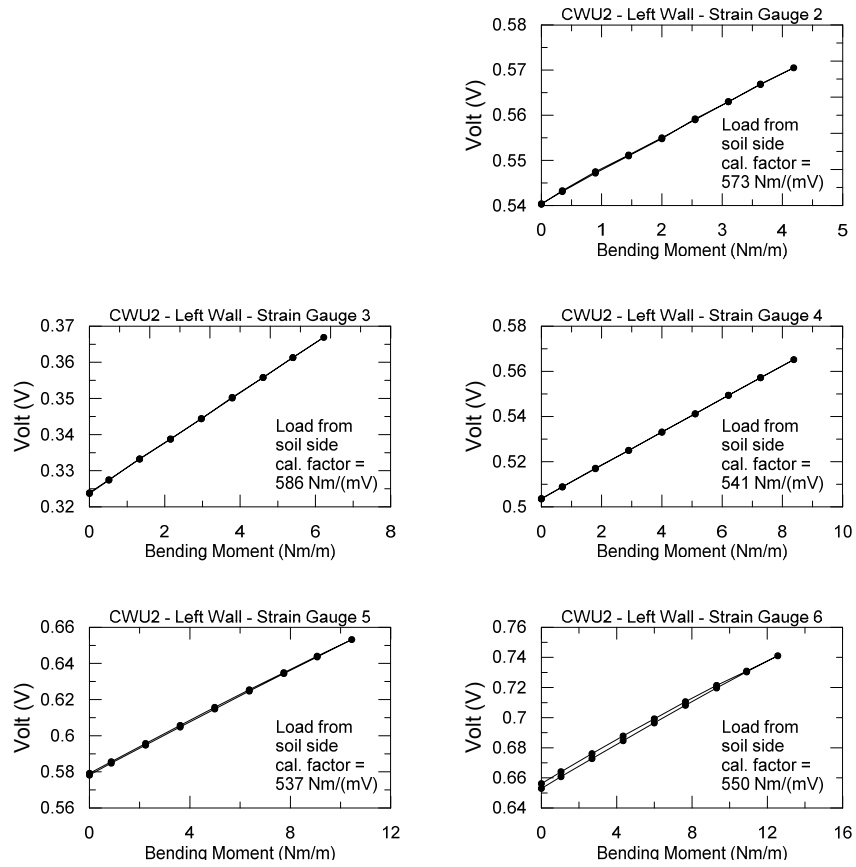 CWU2 - Left Wall - Strain Gauge 2
0.58
0.57
0.56
0.55
0.54
Volt (V)
Load from
soil side
cal. factor =
573 Nm/(mV)
0 1 2 3 4 5
Bending Moment (Nm/m)
CWU2 - Left Wall - Strain Gauge 3
0.37
0.36
0.35
0.34
0.33
0.32
Volt (V)
Load from
soil side
cal. factor =
586 Nm/(mV)
0 2 4 6 8
Bending Moment (Nm/m)
CWU2 - Left Wall - Strain Gauge 4
0.58
0.56
0.54
0.52
0.5
Volt (V)
Load from
soil side
cal. factor =
541 Nm/(mV)
0 2 4 6 8 10
Bending Moment (Nm/m)
CWU2 - Left Wall - Strain Gauge 5
0.66
0.64
0.62
0.6
0.58
0.56
Volt (V)
Load from
soil side
cal. factor =
537 Nm/(mV)
0 4 8 12
Bending Moment (Nm/m)
CWU2 - Left Wall - Strain Gauge 6
0.76
0.74
0.72
0.7
0.68
0.66
0.64
Volt (V)
Load from
soil side
cal. factor =
550 Nm/(mV)
0 4 8 12 16
Bending Moment (Nm/m)